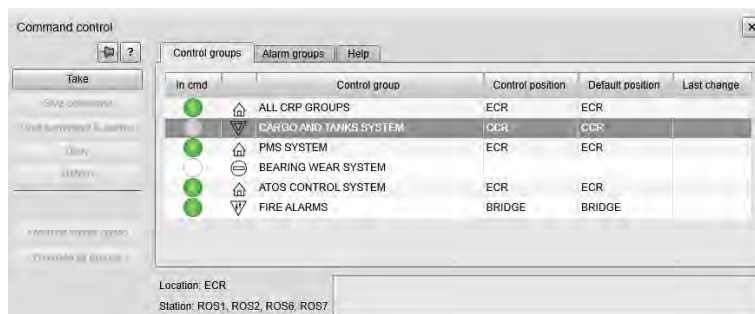 Command control
?
Control groups Alarm groups Help
Take
In cmd Control group Control position Default position Last change
ALL CRP GROUPS ECR ECR
CARGO AND TANKS SYSTEM CCR CCR
PMS SYSTEM ECR ECR
BEARING WEAR SYSTEM
ATOS CONTROL SYSTEM ECR ECR
FIRE ALARMS BRIDGE BRIDGE
Give command
Location: ECR
Station: ROS1, ROS2, ROS6, ROS7